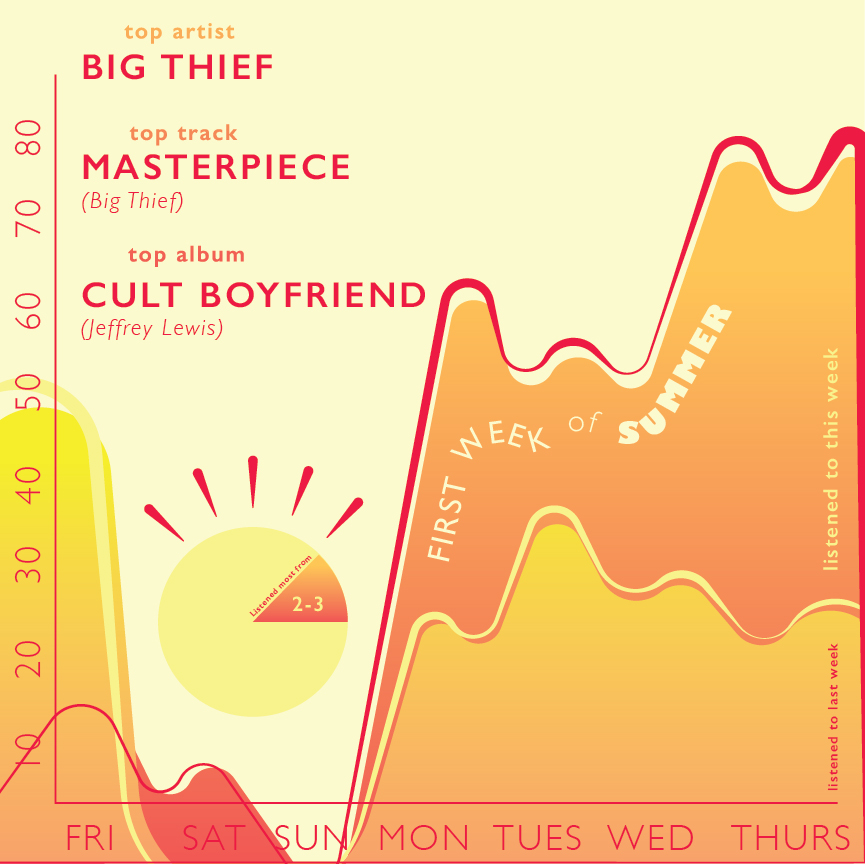 top artist
BIG THIEF
top track
MASTERPIECE
(Big Thief)
top album
CULT BOYFRIEND
(Jeffrey Lewis)
80
70
60
50
40
30
20
10
FIRST WEEK of SUMMER
listened to this week
Listened most from
2-3
listened to last week
FRI SAT SUN MON TUES WED THURS